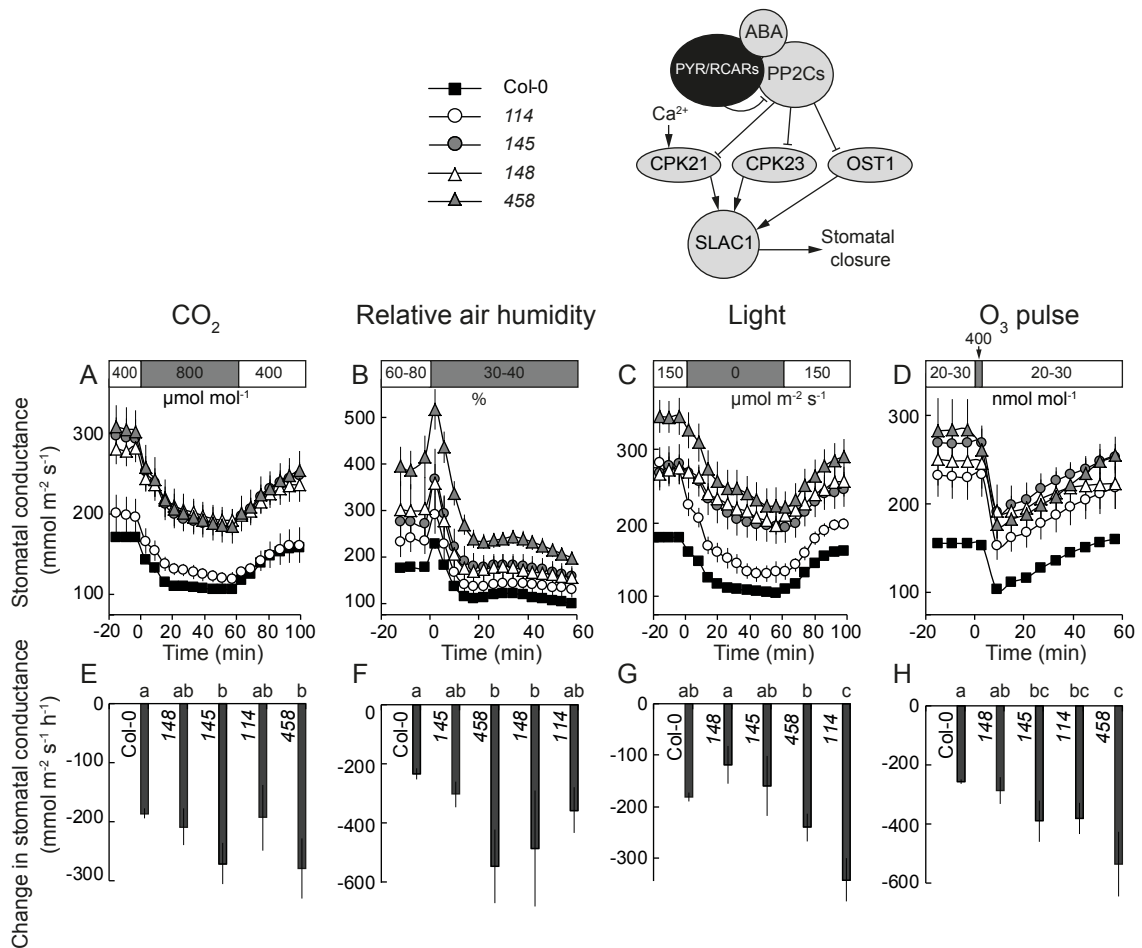 ABA
PYR/RCARs
PP2Cs
Ca²⁺
CPK21
CPK23
OST1
SLAC1
Stomatal
closure
Col-0
114
145
148
458
CO₂
Relative air humidity
Light
O₃ pulse
A
400
800
400
µmol mol⁻¹
B
60-80
30-40
%
C
150
0
150
µmol m⁻² s⁻¹
D
400
20-30
20-30
nmol mol⁻¹
Stomatal conductance
(mmol m⁻² s⁻¹)
300
200
100
-20 0 20 40 60 80 100
Time (min)
500
400
300
200
100
-20 0 20 40 60
Time (min)
400
300
200
100
-20 0 20 40 60 80 100
Time (min)
300
200
100
-20 0 20 40 60
Time (min)
Change in stomatal conductance
(mmol m⁻² s⁻¹ h⁻¹)
E
a ab b ab b
0
-100
-200
-300
Col-0 148 145 114 458
F
a ab b b ab
0
-200
-400
-600
Col-0 145 458 148 114
G
ab a ab b c
0
-100
-200
-300
Col-0 148 145 458 114
H
a ab bc bc c
0
-200
-400
-600
Col-0 148 145 114 458